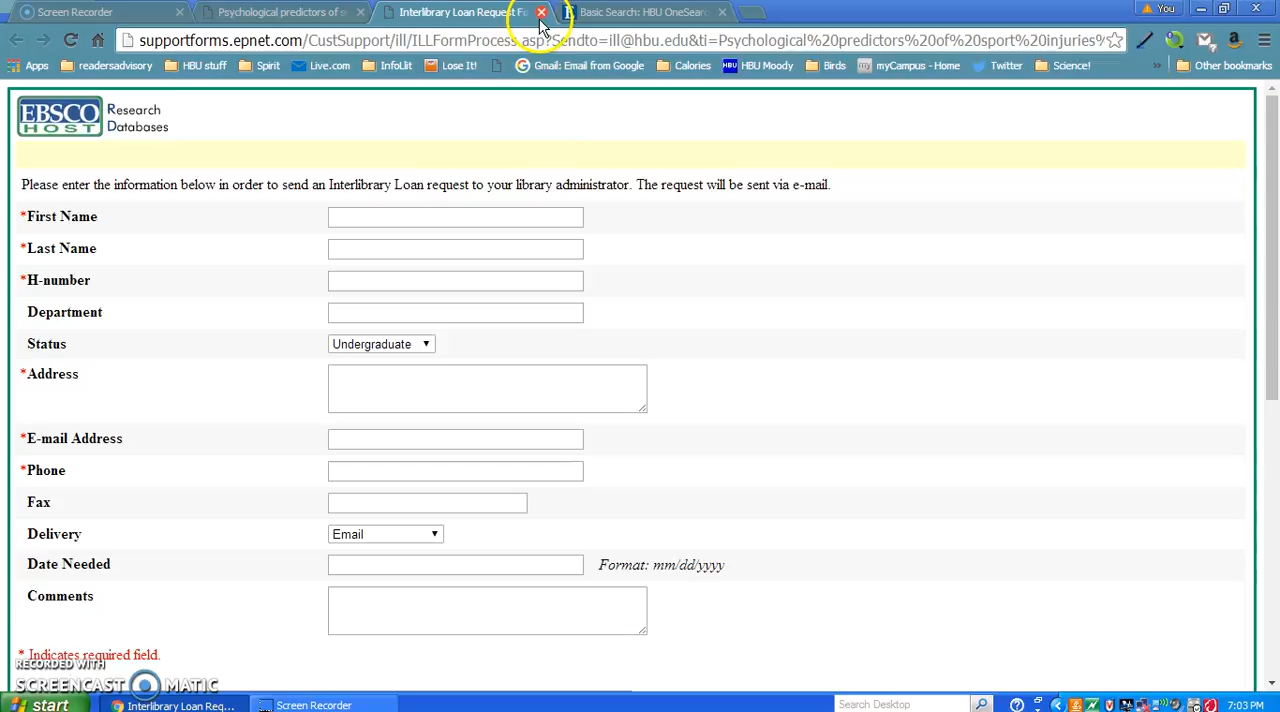 Screen Recorder
Psychological predictors of s
Interlibrary Loan Request Fo
Basic Search: HBU OneSearc
You
supportforms.epnet.com/CustSupport/ill/ILLFormProcess.asp?sendto=ill@hbu.edu&ti=Psychological%20predictors%20of%20sport%20injuries%
Apps
readersadvisory
HBU stuff
Spirit
Live.com
InfoLit
Lose It!
Gmail: Email from Google
Calories
HBU Moody
Birds
myCampus - Home
Twitter
Science!
»
Other bookmarks
EBSCO HOST
Research Databases
Please enter the information below in order to send an Interlibrary Loan request to your library administrator. The request will be sent via e-mail.
*First Name
*Last Name
*H-number
Department
Status Undergraduate
*Address
*E-mail Address
*Phone
Fax
Delivery Email
Date Needed Format: mm/dd/yyyy
Comments
* Indicates required field.
RECORDED WITH
SCREENCAST MATIC
start
Interlibrary Loan Req...
Screen Recorder
Search Desktop
7:03 PM